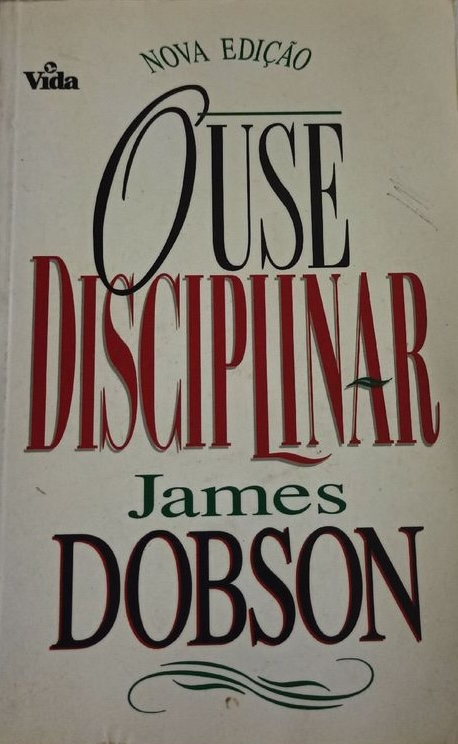 NOVA EDIÇÃO
Vida
OUSE
DISCIPLINAR
James
DOBSON